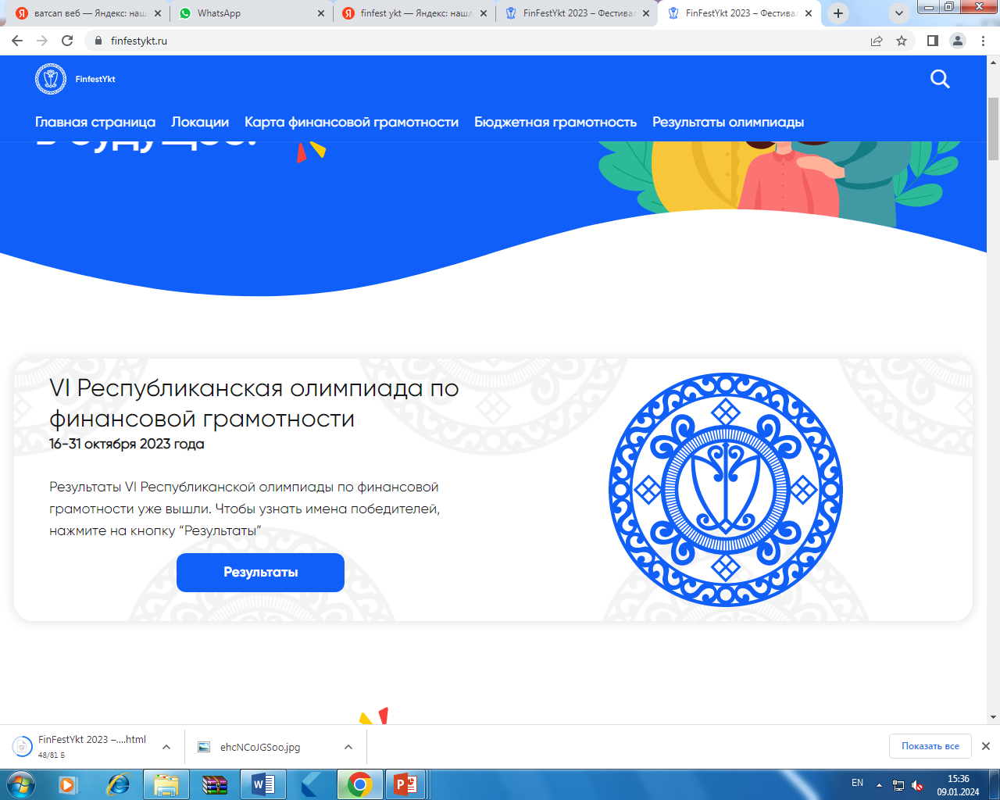 ватсап веб — Яндекс: наш
WhatsApp
finfest ykt — Яндекс: нашл
FinFestYkt 2023 – Фестива
FinFestYkt 2023 – Фестива
finfestykt.ru
FinfestYkt
Главная страница Локации Карта финансовой грамотности Бюджетная грамотность Результаты олимпиады
VI Республиканская олимпиада по
финансовой грамотности
16-31 октября 2023 года
Результаты VI Республиканской олимпиады по финансовой
грамотности уже вышли. Чтобы узнать имена победителей,
нажмите на кнопку “Результаты”
Результаты
FinFestYkt 2023 –....html
48/81 Б
ehcNCoJGSoo.jpg
Показать все
EN
15:36
09.01.2024